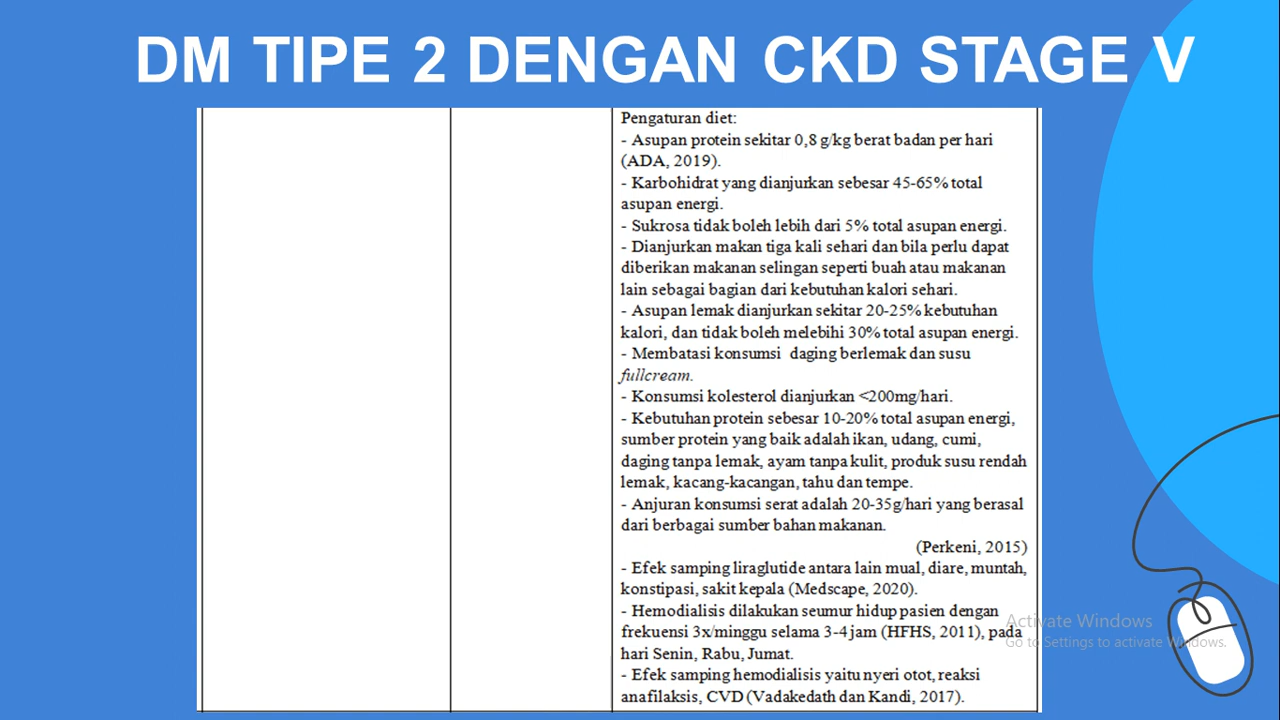 DM TIPE 2 DENGAN CKD STAGE V
Pengaturan diet:
- Asupan protein sekitar 0,8 g/kg berat badan per hari
(ADA, 2019).
- Karbohidrat yang dianjurkan sebesar 45-65% total
asupan energi.
- Sukrosa tidak boleh lebih dari 5% total asupan energi.
- Dianjurkan makan tiga kali sehari dan bila perlu dapat
diberikan makanan selingan seperti buah atau makanan
lain sebagai bagian dari kebutuhan kalori sehari.
- Asupan lemak dianjurkan sekitar 20-25% kebutuhan
kalori, dan tidak boleh melebihi 30% total asupan energi.
- Membatasi konsumsi daging berlemak dan susu
fullcream.
- Konsumsi kolesterol dianjurkan <200mg/hari.
- Kebutuhan protein sebesar 10-20% total asupan energi,
sumber protein yang baik adalah ikan, udang, cumi,
daging tanpa lemak, ayam tanpa kulit, produk susu rendah
lemak, kacang-kacangan, tahu dan tempe.
- Anjuran konsumsi serat adalah 20-35g/hari yang berasal
dari berbagai sumber bahan makanan.
(Perkeni, 2015)
- Efek samping liraglutide antara lain mual, diare, muntah,
konstipasi, sakit kepala (Medscape, 2020).
- Hemodialisis dilakukan seumur hidup pasien dengan
frekuensi 3x/minggu selama 3-4 jam (HFHS, 2011), pada
hari Senin, Rabu, Jumat.
- Efek samping hemodialisis yaitu nyeri otot, reaksi
anafilaksis, CVD (Vadakedath dan Kandi, 2017).
Activate Windows
Go to Settings to activate Windows.